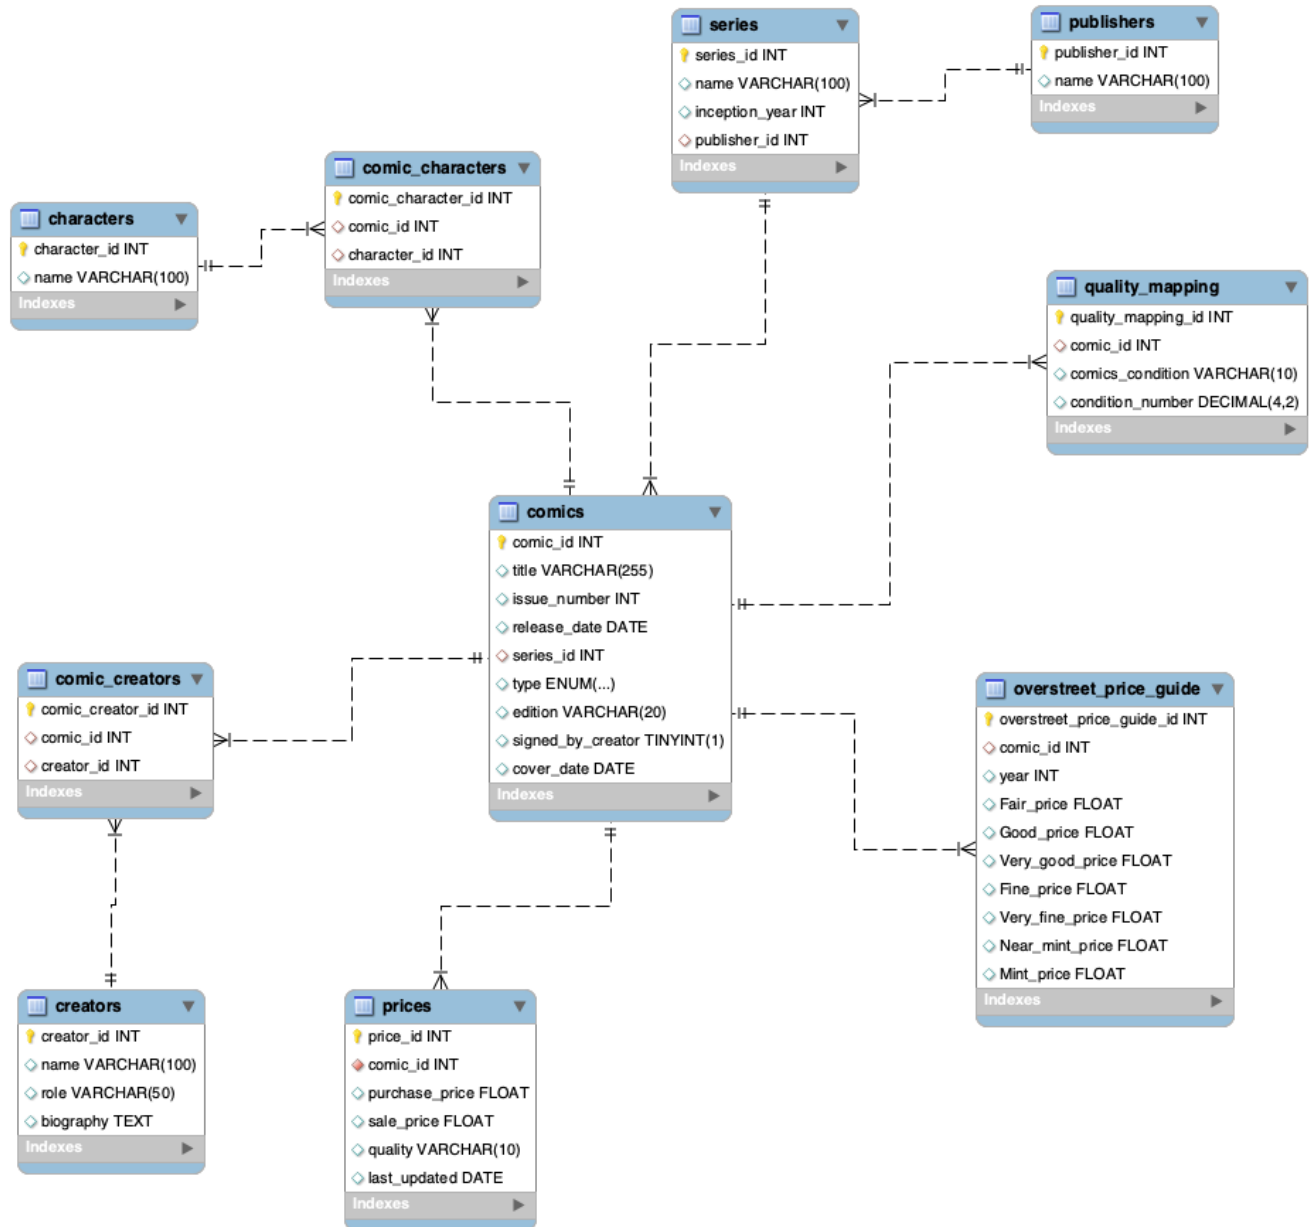 series
series_id INT
name VARCHAR(100)
inception_year INT
publisher_id INT
Indexes
publishers
publisher_id INT
name VARCHAR(100)
Indexes
comic_characters
comic_character_id INT
comic_id INT
character_id INT
Indexes
characters
character_id INT
name VARCHAR(100)
Indexes
quality_mapping
quality_mapping_id INT
comic_id INT
comics_condition VARCHAR(10)
condition_number DECIMAL(4,2)
Indexes
comics
comic_id INT
title VARCHAR(255)
issue_number INT
release_date DATE
series_id INT
type ENUM(...)
edition VARCHAR(20)
signed_by_creator TINYINT(1)
cover_date DATE
Indexes
comic_creators
comic_creator_id INT
comic_id INT
creator_id INT
Indexes
overstreet_price_guide
overstreet_price_guide_id INT
comic_id INT
year INT
Fair_price FLOAT
Good_price FLOAT
Very_good_price FLOAT
Fine_price FLOAT
Very_fine_price FLOAT
Near_mint_price FLOAT
Mint_price FLOAT
Indexes
creators
creator_id INT
name VARCHAR(100)
role VARCHAR(50)
biography TEXT
Indexes
prices
price_id INT
comic_id INT
purchase_price FLOAT
sale_price FLOAT
quality VARCHAR(10)
last_updated DATE
Indexes